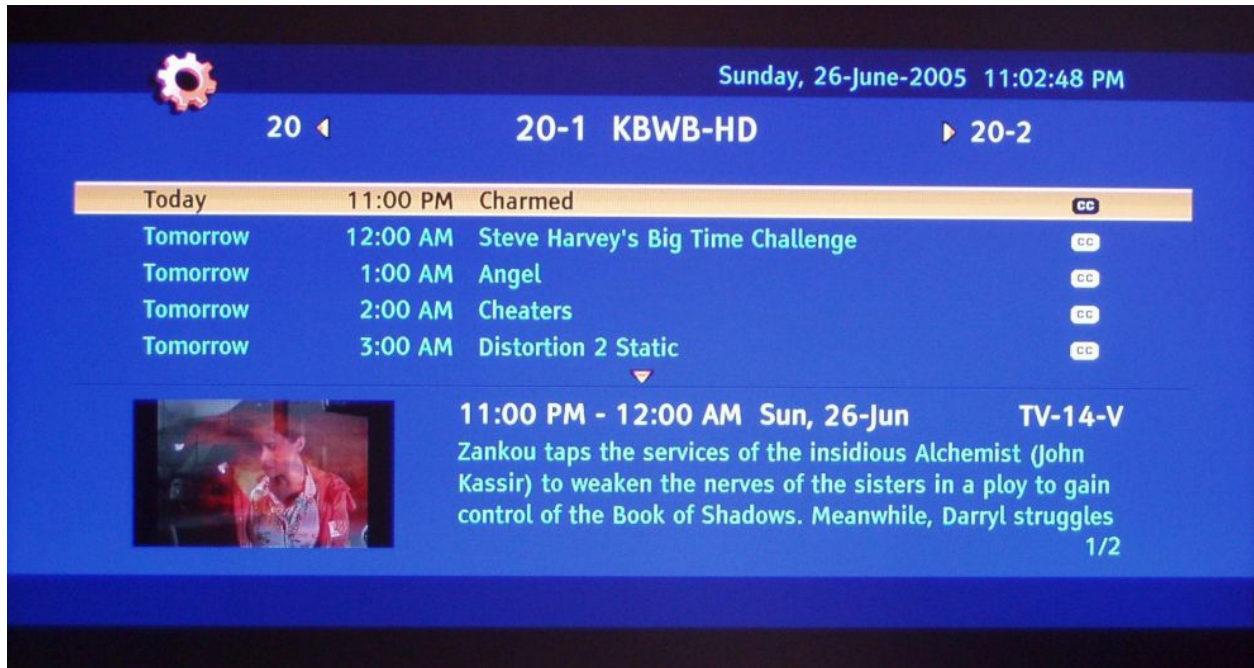 Sunday, 26-June-2005 11:02:48 PM
20 20-1 KBWB-HD 20-2
Today 11:00 PM Charmed CC
Tomorrow 12:00 AM Steve Harvey's Big Time Challenge CC
Tomorrow 1:00 AM Angel CC
Tomorrow 2:00 AM Cheaters CC
Tomorrow 3:00 AM Distortion 2 Static CC
11:00 PM - 12:00 AM Sun, 26-Jun TV-14-V
Zankou taps the services of the insidious Alchemist (John
Kassir) to weaken the nerves of the sisters in a ploy to gain
control of the Book of Shadows. Meanwhile, Darryl struggles
1/2